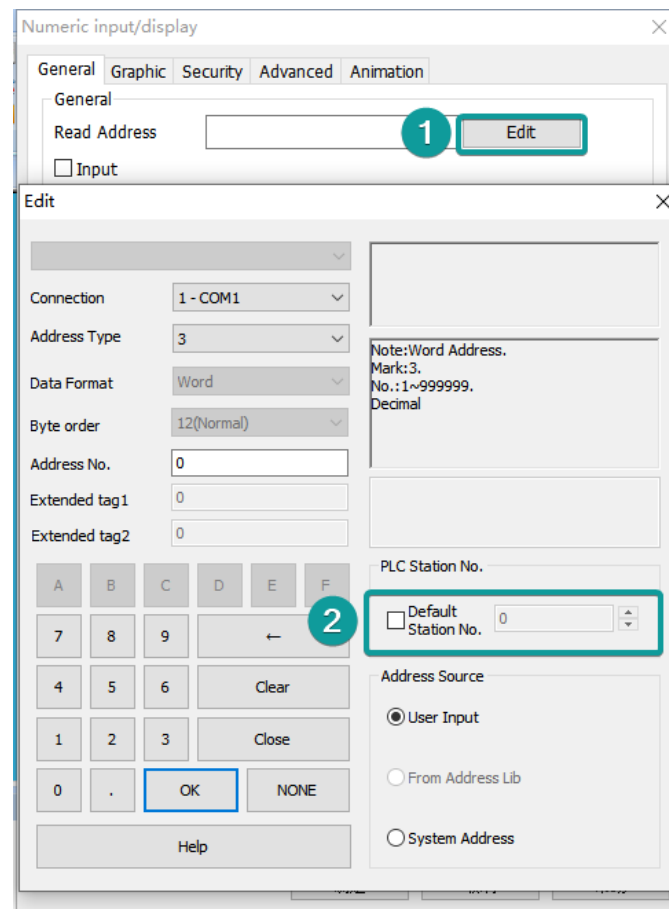 Numeric input/display
General Graphic Security Advanced Animation
General
Read Address
1
Edit
Input
Edit
Connection
1 - COM1
Address Type
3
Data Format
Word
Byte order
12(Normal)
Address No.
0
Extended tag1
0
Extended tag2
0
Note:Word Address.
Mark:3.
No.:1~999999.
Decimal
A B C D E F
7 8 9 ←
4 5 6 Clear
1 2 3 Close
0 . OK NONE
Help
PLC Station No.
2
Default
Station No.
0
Address Source
User Input
From Address Lib
System Address